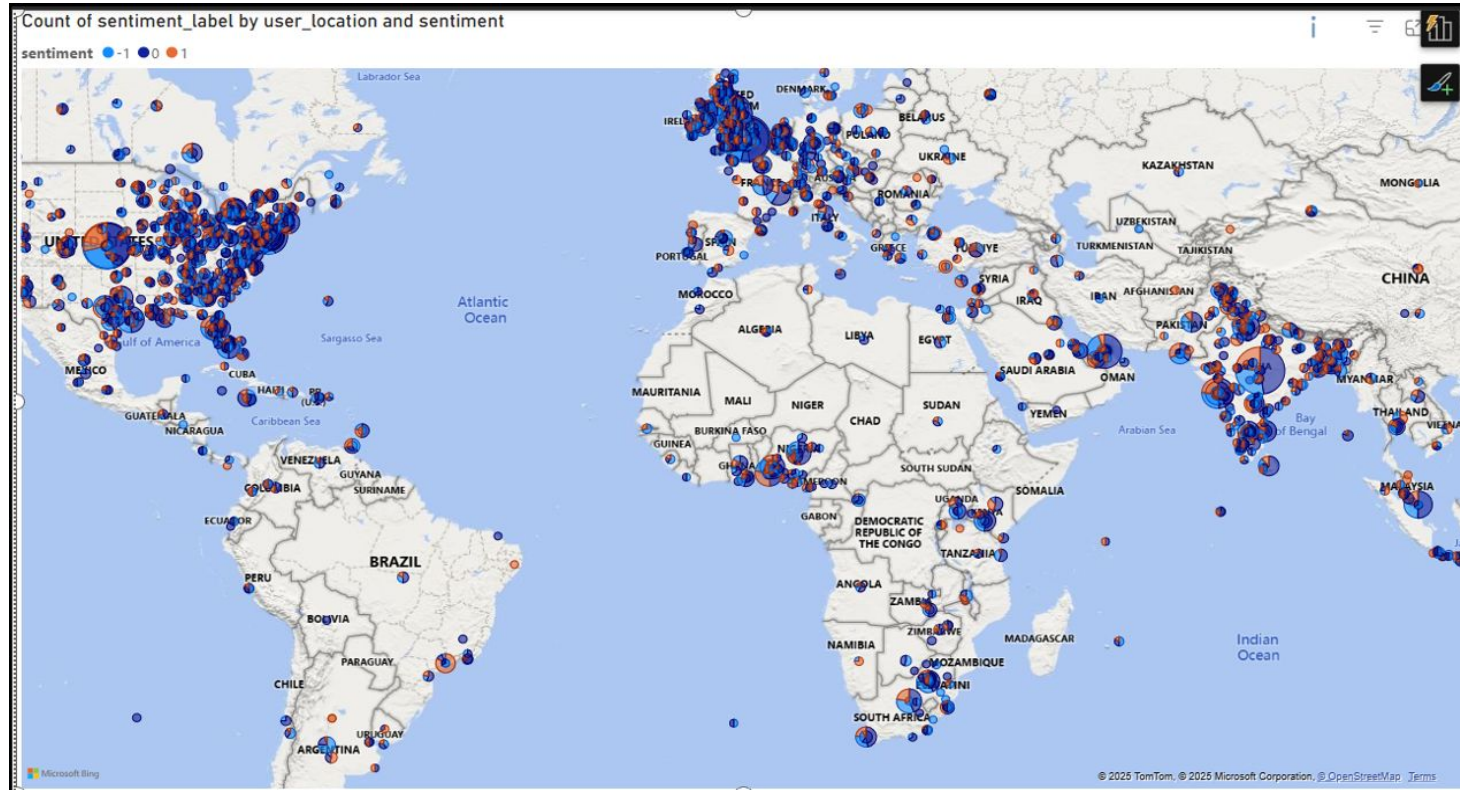 Count of sentiment_label by user_location and sentiment
sentiment -1 0 1
Labrador Sea
DENMARK
IREL
BELARUS
POLAND
UKRAINE
KAZAKHSTAN
MONGOLIA
ROMANIA
ITALY
UZBEKISTAN
TURKMENISTAN
TAJIKISTAN
GREECE
PORTUGAL
SYRIA
CHINA
MOROCCO
IRAQ
IRAN
AFGHANISTAN
Atlantic
Ocean
ALGERIA
LIBYA
EGYPT
PAKISTAN
Gulf of America
Sargasso Sea
MEXICO
CUBA
SAUDI ARABIA
OMAN
MYANMAR
HAITI
PR
(U.S.)
MAURITANIA
MALI
NIGER
CHAD
SUDAN
YEMEN
Arabian Sea
Bay
of Bengal
THAILAND
GUATEMALA
NICARAGUA
Caribbean Sea
BURKINA FASO
GUINEA
VENEZUELA
GUYANA
SURINAME
COLOMBIA
SOUTH SUDAN
SOMALIA
MALAYSIA
ECUADOR
GABON
UGANDA
DEMOCRATIC
REPUBLIC OF
THE CONGO
TANZANIA
BRAZIL
PERU
ANGOLA
BOLIVIA
ZIMBABWE
NAMIBIA
MADAGASCAR
Indian
Ocean
PARAGUAY
MOZAMBIQUE
CHILE
SOUTH AFRICA
URUGUAY
ARGENTINA
Microsoft Bing
© 2025 TomTom, © 2025 Microsoft Corporation, © OpenStreetMap Terms